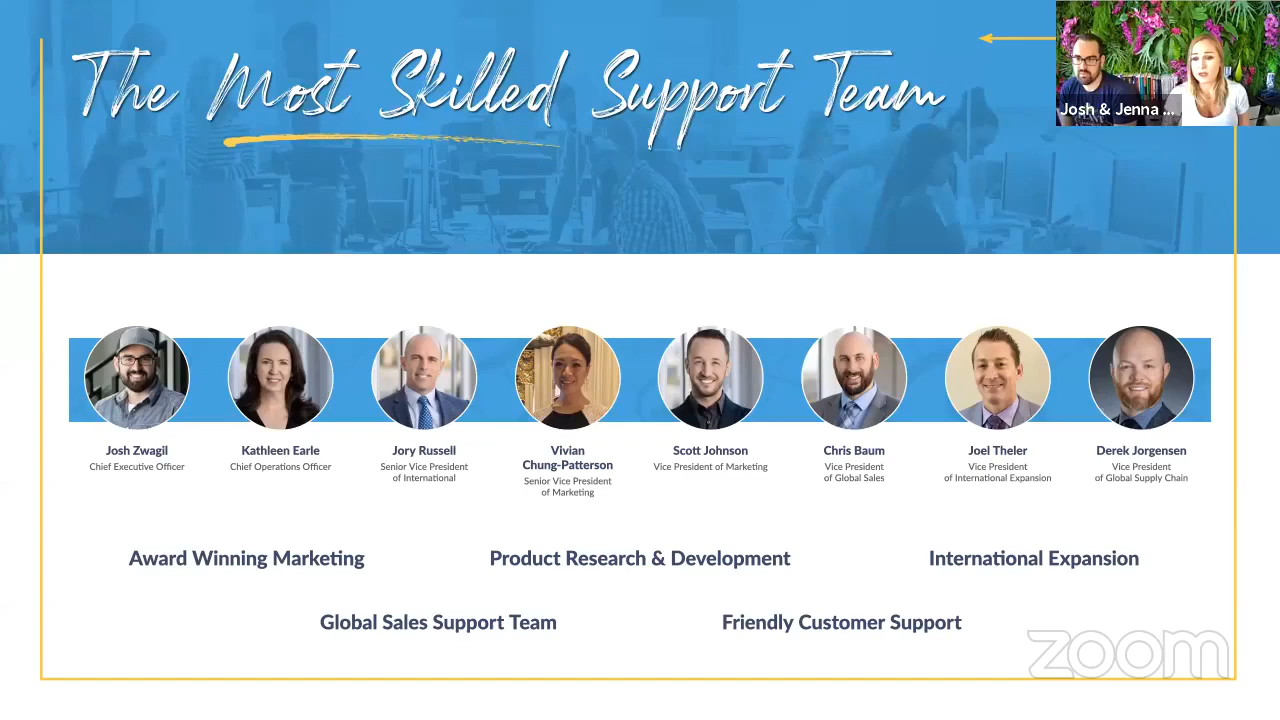 The Most Skilled Support Team
Josh & Jenna ...
Josh Zwagil
Chief Executive Officer
Kathleen Earle
Chief Operations Officer
Jory Russell
Senior Vice President
of International
Vivian
Chung-Patterson
Senior Vice President
of Marketing
Scott Johnson
Vice President of Marketing
Chris Baum
Vice President
of Global Sales
Joel Theler
Vice President
of International Expansion
Derek Jorgensen
Vice President
of Global Supply Chain
Award Winning Marketing
Product Research & Development
International Expansion
Global Sales Support Team
Friendly Customer Support
zoom